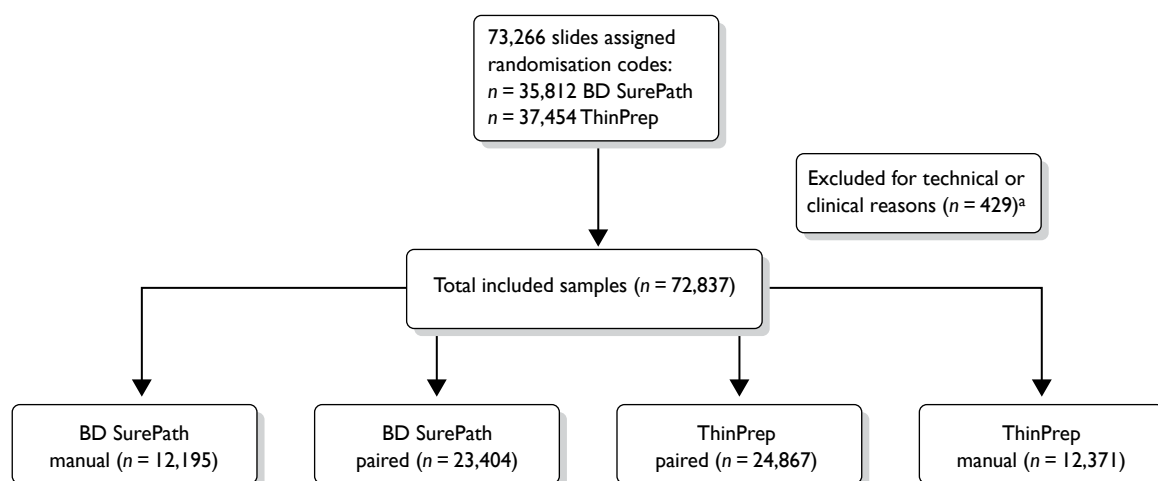 73,266 slides assigned
randomisation codes:
n = 35,812 BD SurePath
n = 37,454 ThinPrep
Excluded for technical or
clinical reasons (n = 429)ᵃ
Total included samples (n = 72,837)
BD SurePath
manual (n = 12,195)
BD SurePath
paired (n = 23,404)
ThinPrep
paired (n = 24,867)
ThinPrep
manual (n = 12,371)